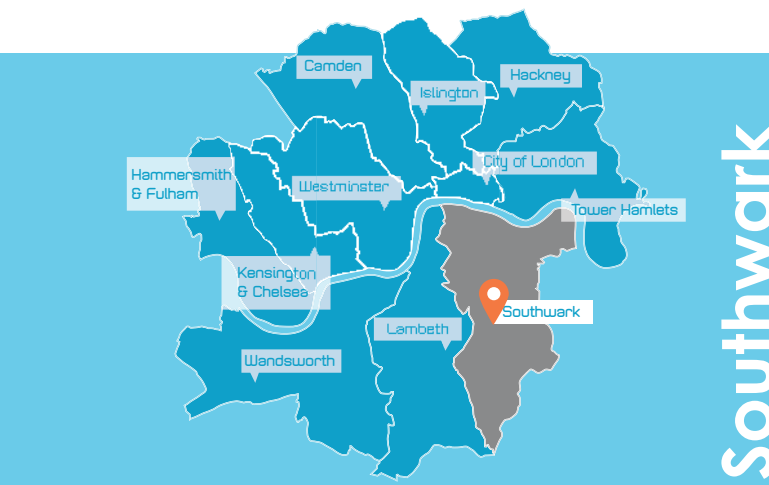 Camden
Islington
Hackney
City of London
Hammersmith
& Fulham
Westminster
Tower Hamlets
Kensington
& Chelsea
Southwark
Lambeth
Wandsworth
Southwark